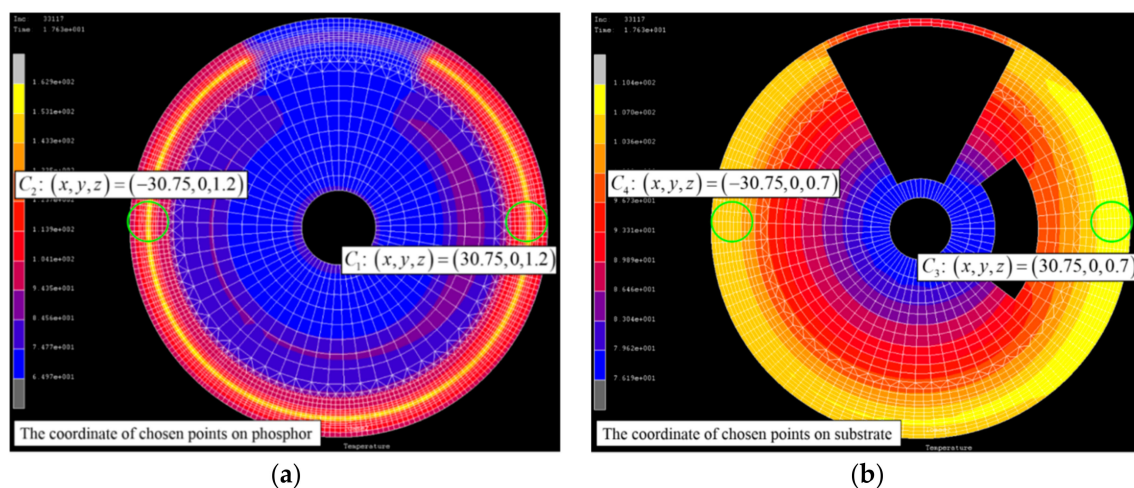 Inc : 33117
Time : 1.763e+001
1.629e+002
1.531e+002
1.433e+002
C₂: (x, y, z) = (−30.75, 0, 1.2)
1.139e+002
1.041e+002
C₁: (x, y, z) = (30.75, 0, 1.2)
9.435e+001
8.456e+001
7.477e+001
6.497e+001
The coordinate of chosen points on phosphor
Temperature
(a)
Inc : 33117
Time : 1.763e+001
1.104e+002
1.070e+002
1.036e+002
C₄: (x, y, z) = (−30.75, 0, 0.7)
9.673e+001
9.331e+001
C₃: (x, y, z) = (30.75, 0, 0.7)
8.989e+001
8.646e+001
8.304e+001
7.962e+001
7.619e+001
The coordinate of chosen points on substrate
Temperature
(b)